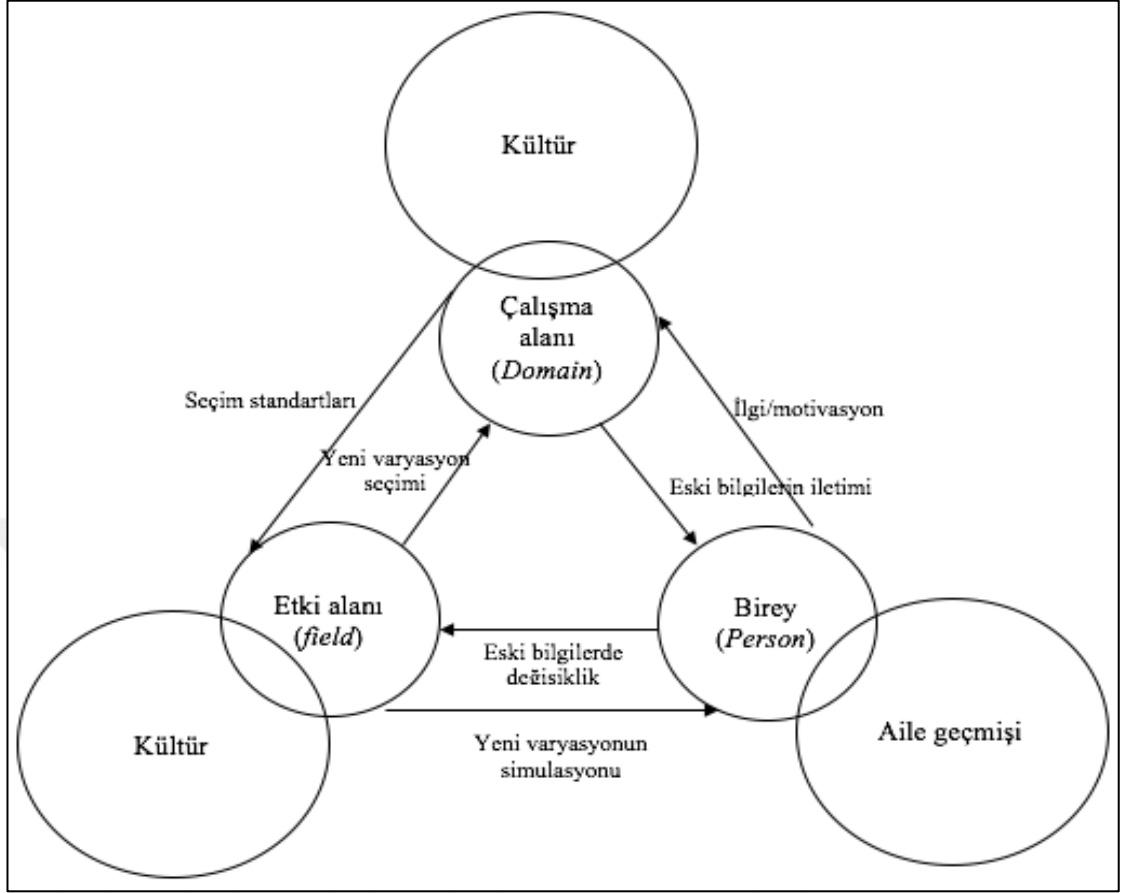 Kültür
Çalışma
alanı
(Domain)
Seçim standartları
İlgi/motivasyon
Yeni varyasyon
seçimi
Eski bilgilerin iletimi
Etki alanı
(field)
Birey
(Person)
Eski bilgilerde
değisiklik
Kültür
Aile geçmişi
Yeni varyasyonun
simulasyonu